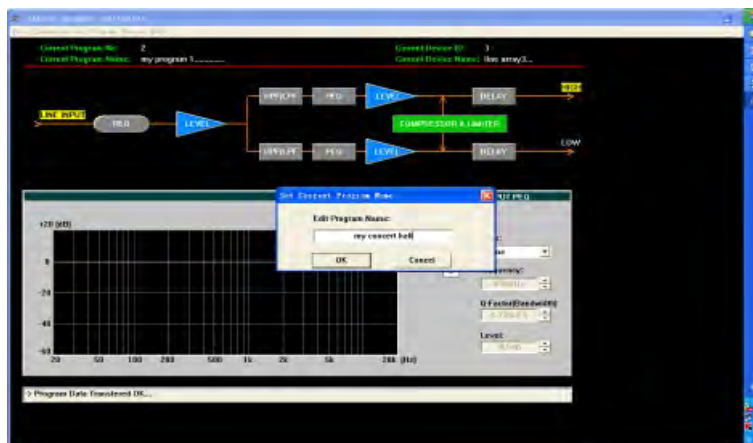 Current Program No: 2
Current Program Name: my program 1.......
Current Device ID: 3
Current Device Name: line array3...
LINE INPUT
PEQ
LEVEL
HPF/LPF
PEQ
LEVEL
DELAY
HIGH
COMPRESSOR & LIMITER
HPF/LPF
PEQ
LEVEL
DELAY
LOW
Set Current Program Name
Edit Program Name:
my concert hall
OK
Cancel
PEQ
+20 (dB)
0
-20
-40
-60
20
50
100
200
500
1k
2k
5k
20k (Hz)
Q-Factor(Bandwidth)
Level:
> Program Data Transfered OK...